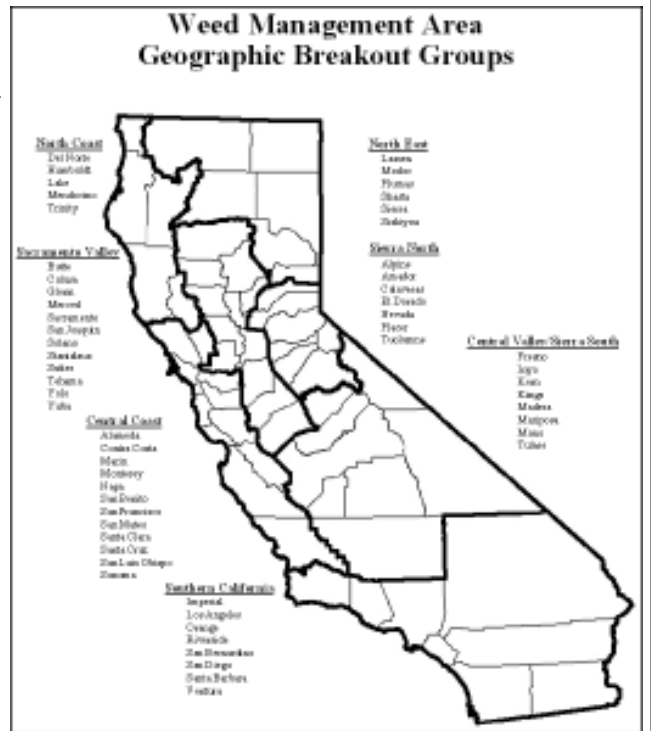 Weed Management Area
Geographic Breakout Groups
North Coast
Del Norte
Humboldt
Lake
Mendocino
Trinity
Sacramento Valley
Butte
Colusa
Glenn
Merced
Sacramento
San Joaquin
Solano
Stanislaus
Sutter
Tehama
Yolo
Yuba
Central Coast
Alameda
Contra Costa
Marin
Monterey
Napa
San Benito
San Francisco
San Mateo
Santa Clara
Santa Cruz
San Luis Obispo
Sonoma
Southern California
Imperial
Los Angeles
Orange
Riverside
San Bernardino
San Diego
Santa Barbara
Ventura
North East
Lassen
Modoc
Plumas
Shasta
Sierra
Siskiyou
Sierra North
Alpine
Amador
Calaveras
El Dorado
Nevada
Placer
Tuolumne
Central Valley/Sierra South
Fresno
Inyo
Kern
Kings
Madera
Mariposa
Mono
Tulare